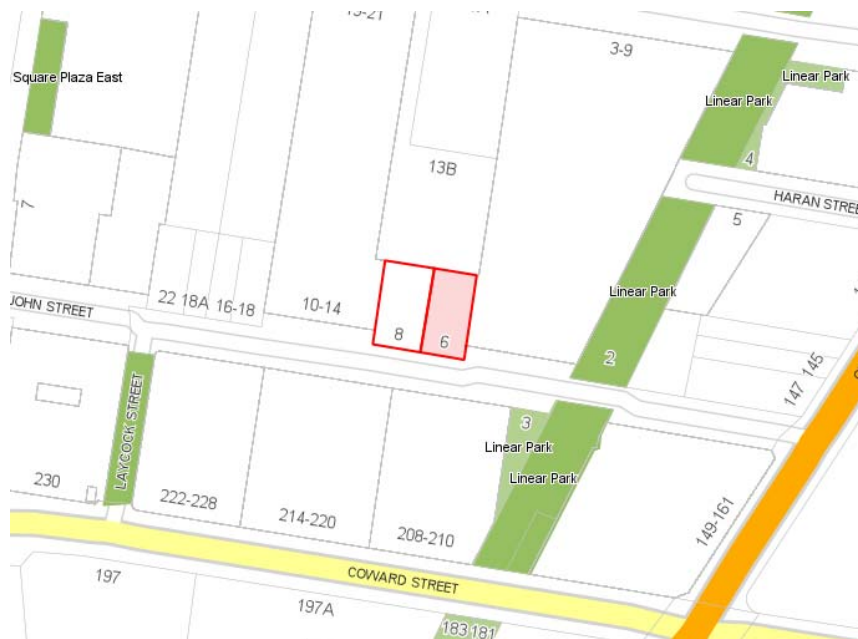 3-9
Square Plaza East
Linear Park
Linear Park
4
13B
HARAN STREE
7
5
Linear Park
JOHN STREET
22 18A 16-18
10-14
8
6
2
147 145
LAYCOCK STREET
3
Linear Park
Linear Park
230
222-228
214-220
208-210
149-161
COWARD STREET
197
197A
183 181